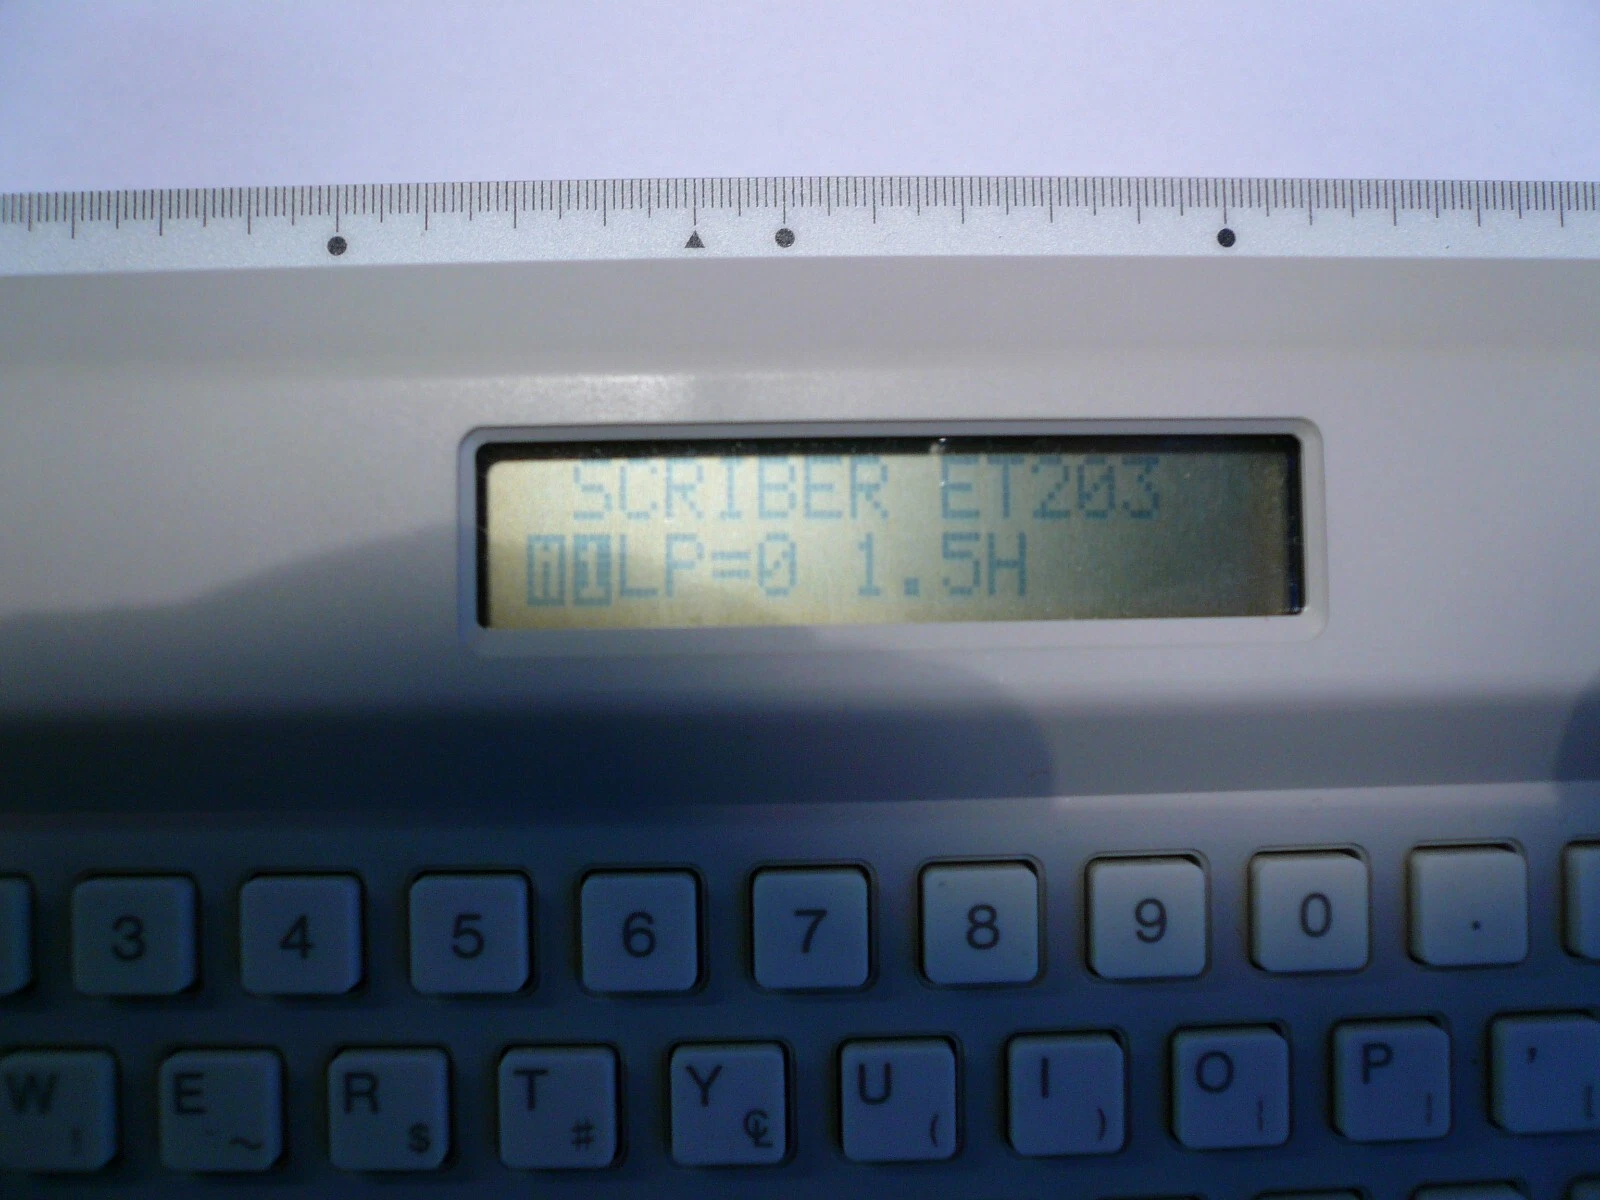 SCRIBER ET203
LP=0 1.5H
3 4 5 6 7 8 9 0 .
W E ~ R $ T # Y U ( I ) O P '